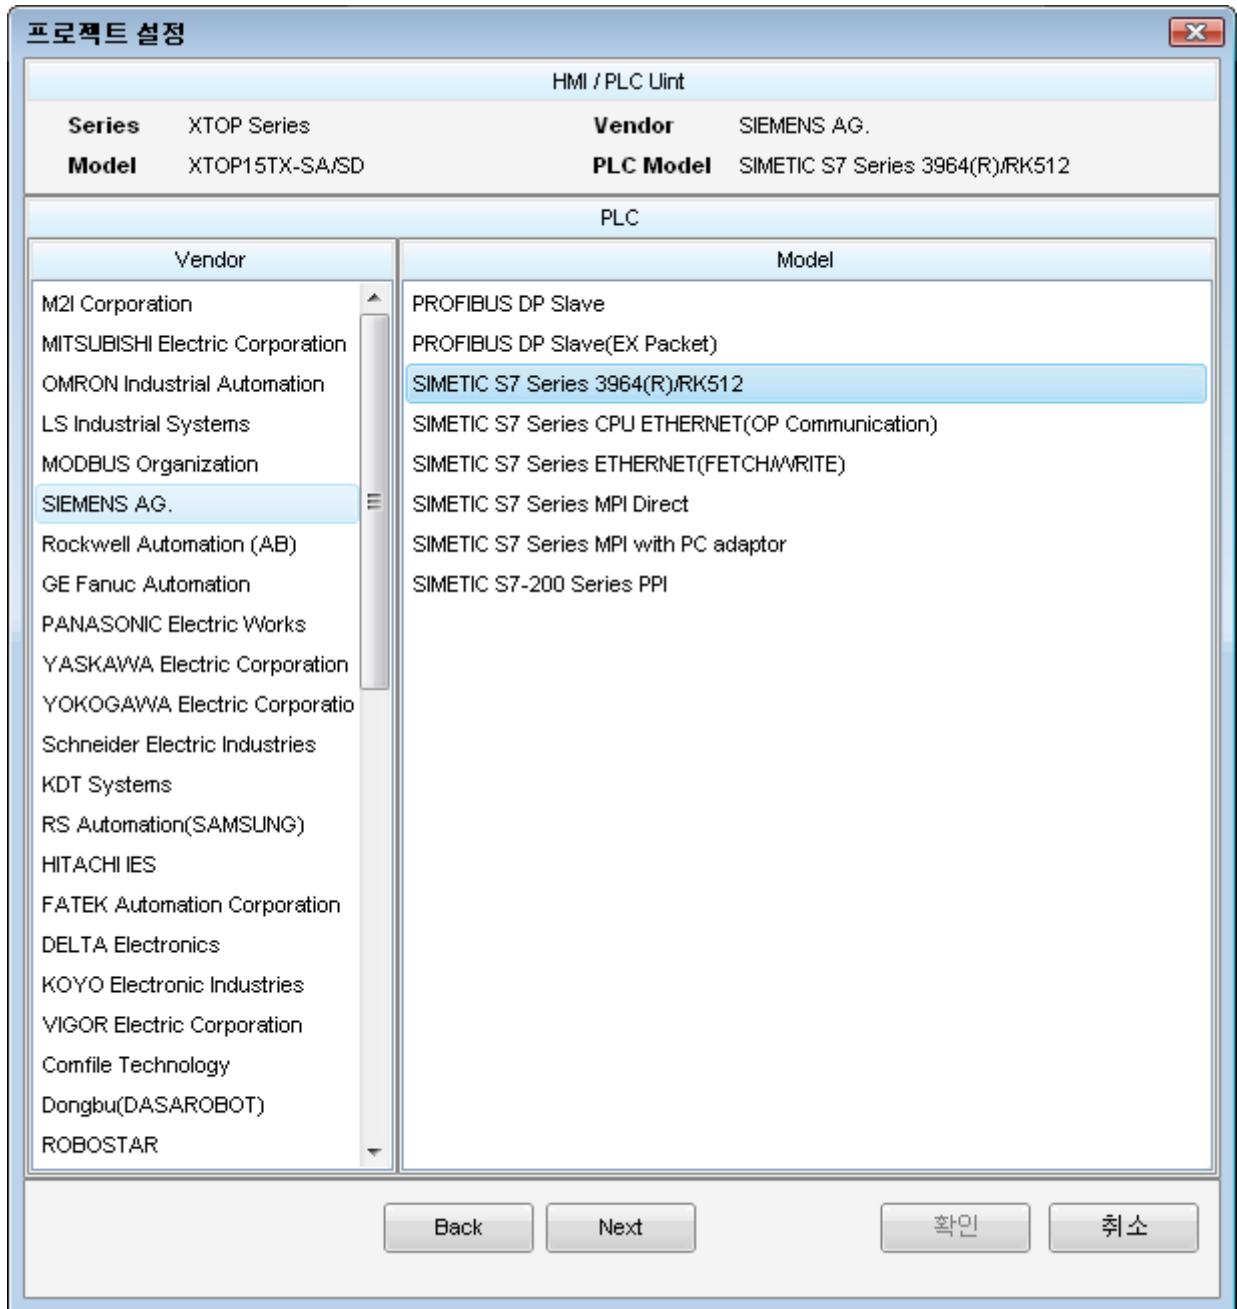 프로젝트 설정
HMI / PLC Uint
Series XTOP Series Vendor SIEMENS AG.
Model XTOP15TX-SA/SD PLC Model SIMETIC S7 Series 3964(R)/RK512
PLC
Vendor
M2I Corporation
MITSUBISHI Electric Corporation
OMRON Industrial Automation
LS Industrial Systems
MODBUS Organization
SIEMENS AG.
Rockwell Automation (AB)
GE Fanuc Automation
PANASONIC Electric Works
YASKAWA Electric Corporation
YOKOGAWA Electric Corporatio
Schneider Electric Industries
KDT Systems
RS Automation(SAMSUNG)
HITACHI IES
FATEK Automation Corporation
DELTA Electronics
KOYO Electronic Industries
VIGOR Electric Corporation
Comfile Technology
Dongbu(DASAROBOT)
ROBOSTAR
Model
PROFIBUS DP Slave
PROFIBUS DP Slave(EX Packet)
SIMETIC S7 Series 3964(R)/RK512
SIMETIC S7 Series CPU ETHERNET(OP Communication)
SIMETIC S7 Series ETHERNET(FETCH/WRITE)
SIMETIC S7 Series MPI Direct
SIMETIC S7 Series MPI with PC adaptor
SIMETIC S7-200 Series PPI
Back Next 확인 취소